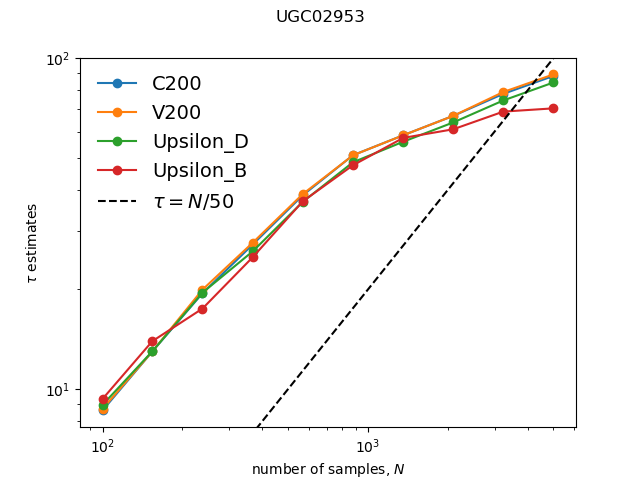 UGC02953
C200
V200
Upsilon_D
Upsilon_B
τ = N/50
τ estimates
10²
10¹
10²
10³
number of samples, N